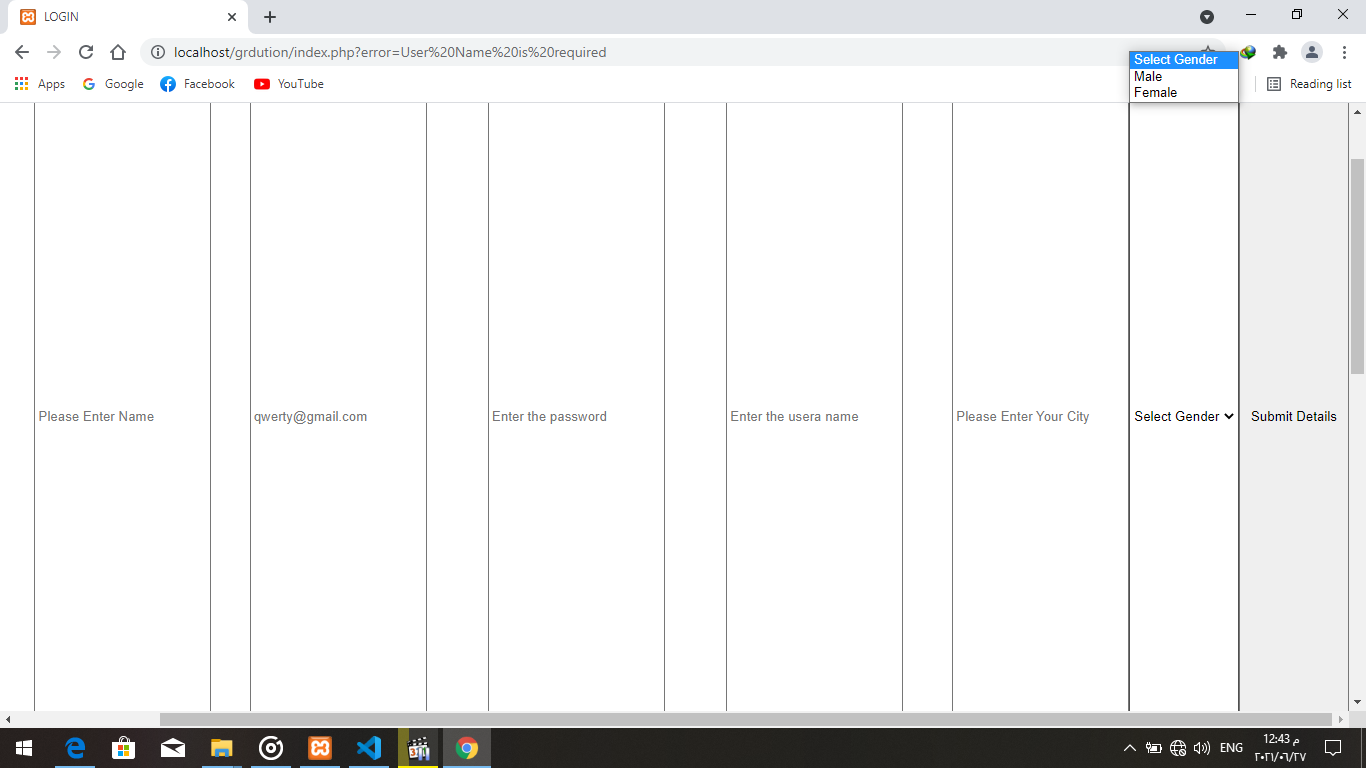 LOGIN
localhost/grdution/index.php?error=User%20Name%20is%20required
Apps
Google
Facebook
YouTube
Reading list
Select Gender
Male
Female
Please Enter Name
qwerty@gmail.com
Enter the password
Enter the usera name
Please Enter Your City
Select Gender
Submit Details
ENG
12:43 م
٢٠٢١/٠٦/٢٧